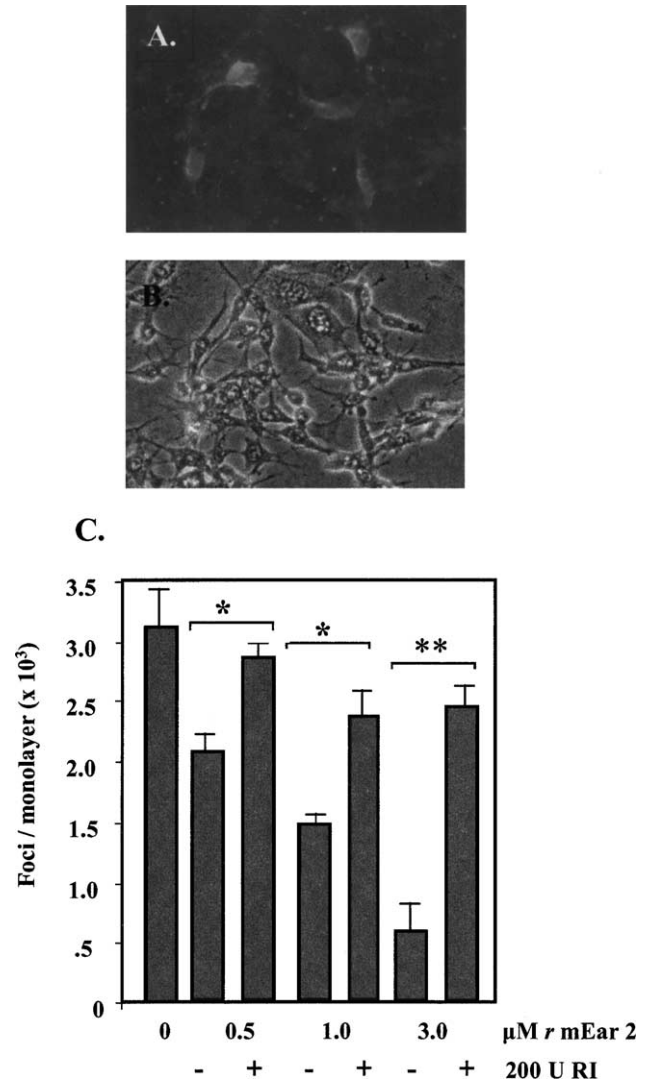 A.
B.
C.
Foci / monolayer (x 10³)
3.5
3.0
2.5
2.0
1.5
1.0
.5
0
* * **
0 0.5 1.0 3.0 µM r mEar 2
- + - + - + 200 U RI